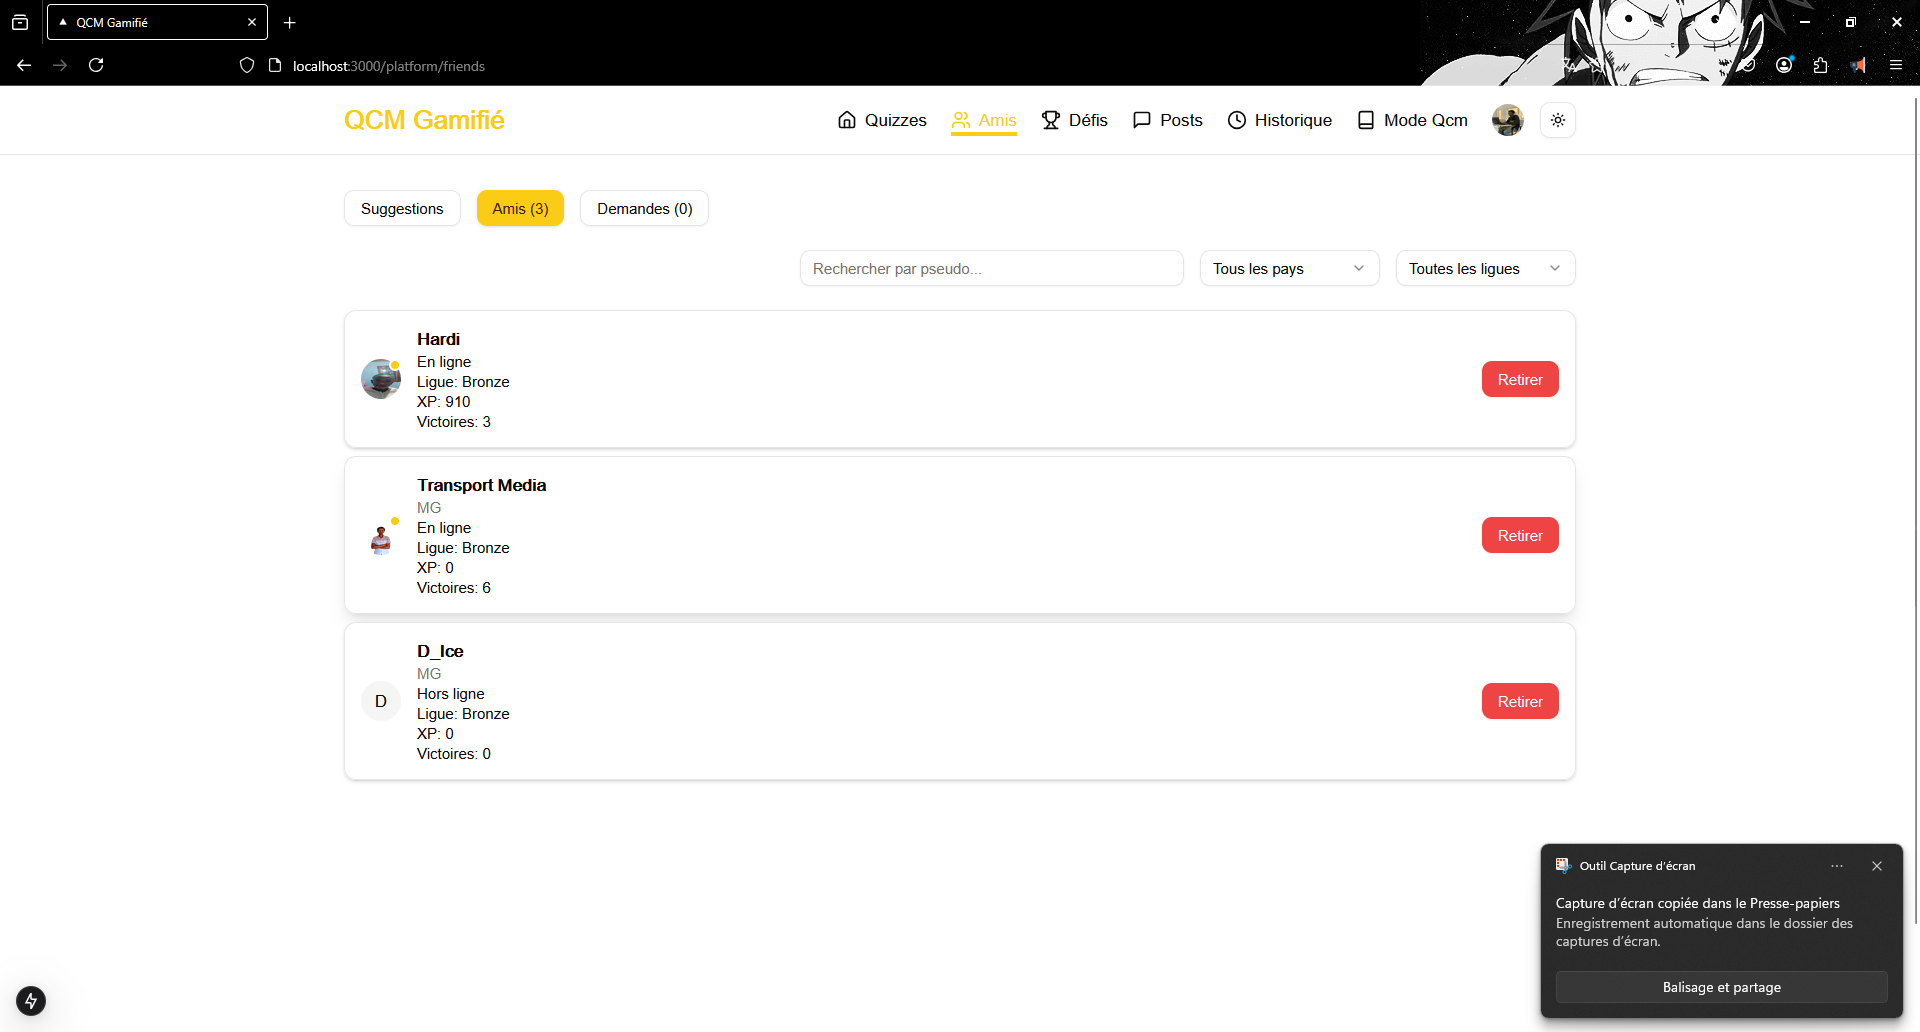 QCM Gamifié
localhost:3000/platform/friends
QCM Gamifié
Quizzes
Amis
Défis
Posts
Historique
Mode Qcm
Suggestions
Amis (3)
Demandes (0)
Rechercher par pseudo...
Tous les pays
Toutes les ligues
Hardi
En ligne
Ligue: Bronze
XP: 910
Victoires: 3
Retirer
Transport Media
MG
En ligne
Ligue: Bronze
XP: 0
Victoires: 6
Retirer
D
D_Ice
MG
Hors ligne
Ligue: Bronze
XP: 0
Victoires: 0
Retirer
Outil Capture d'écran
Capture d'écran copiée dans le Presse-papiers
Enregistrement automatique dans le dossier des
captures d'écran.
Balisage et partage